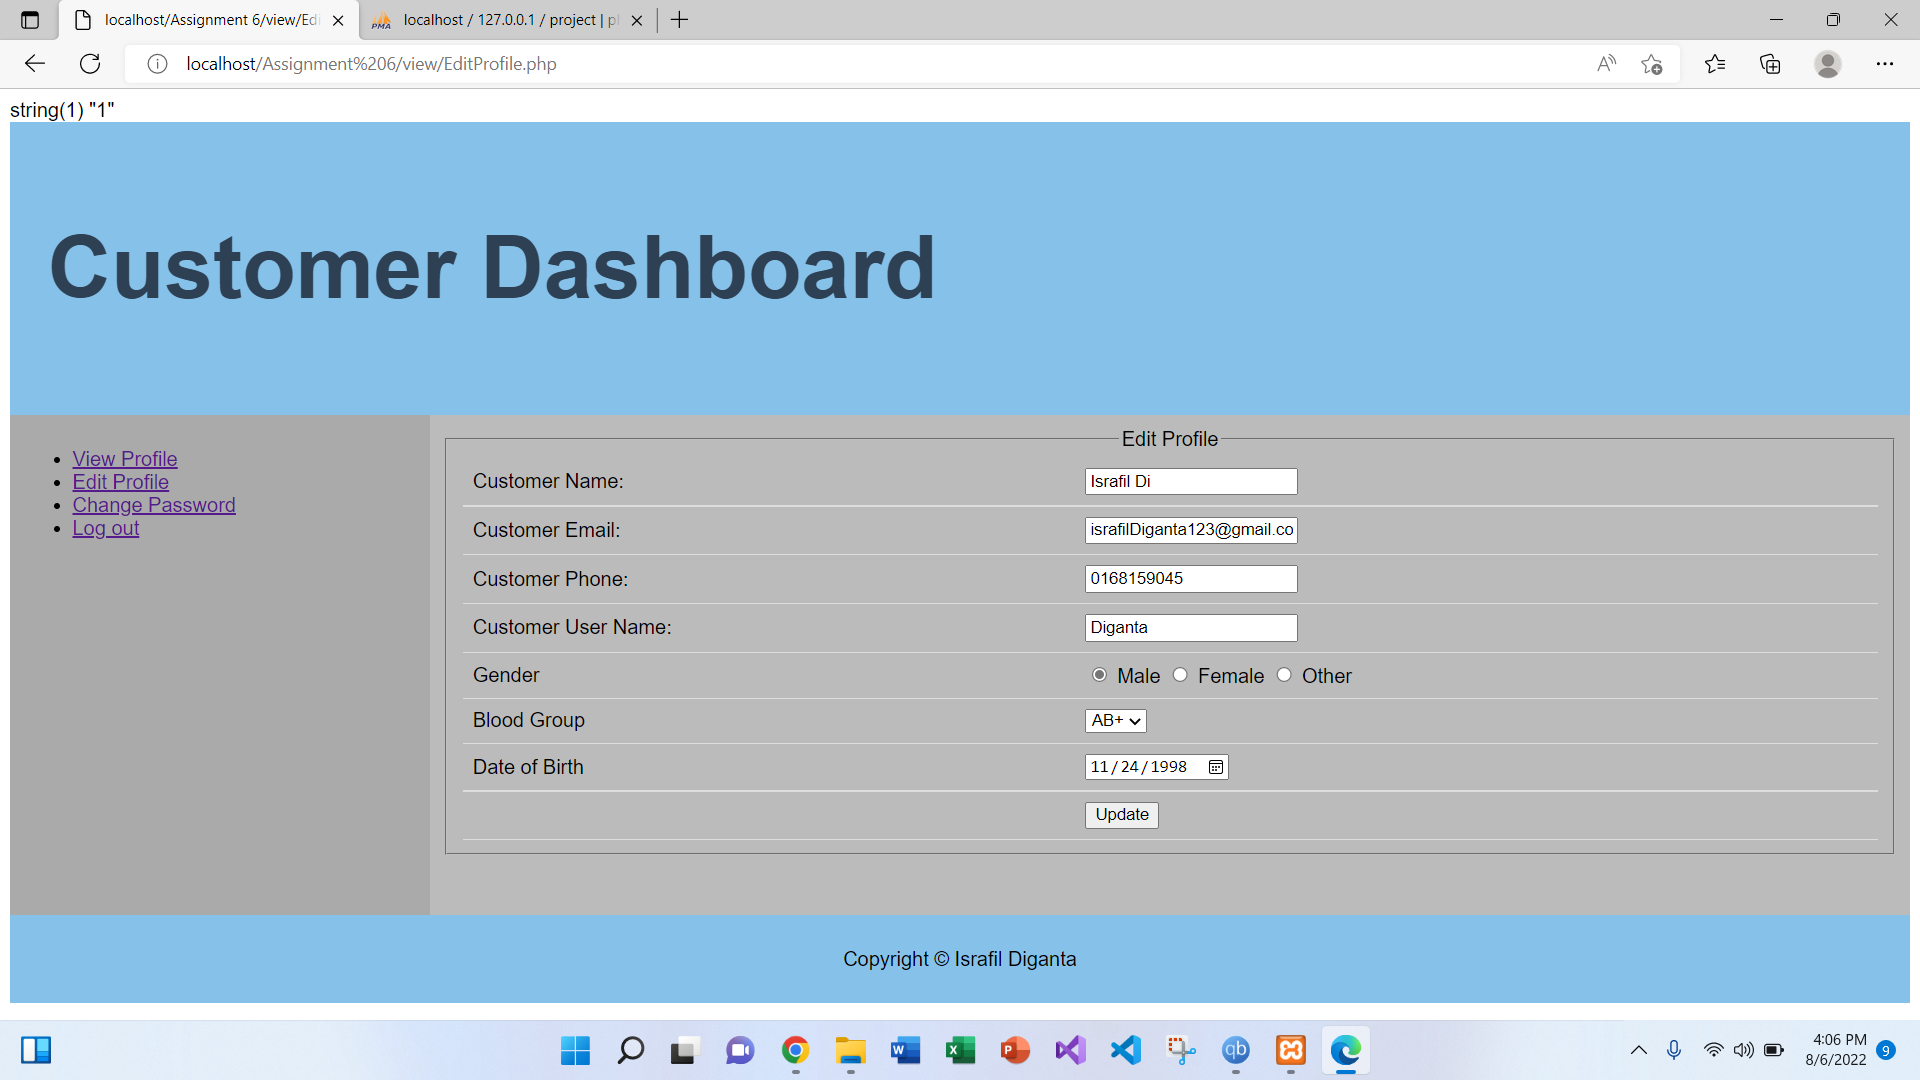 localhost/Assignment 6/view/Edi
localhost / 127.0.0.1 / project | p
localhost/Assignment%206/view/EditProfile.php
string(1) "1"
Customer Dashboard
View Profile
Edit Profile
Change Password
Log out
Edit Profile
Customer Name: Israfil Di
Customer Email: israfilDiganta123@gmail.co
Customer Phone: 0168159045
Customer User Name: Diganta
Gender Male Female Other
Blood Group AB+
Date of Birth 11/24/1998
Update
Copyright © Israfil Diganta
4:06 PM
8/6/2022 9